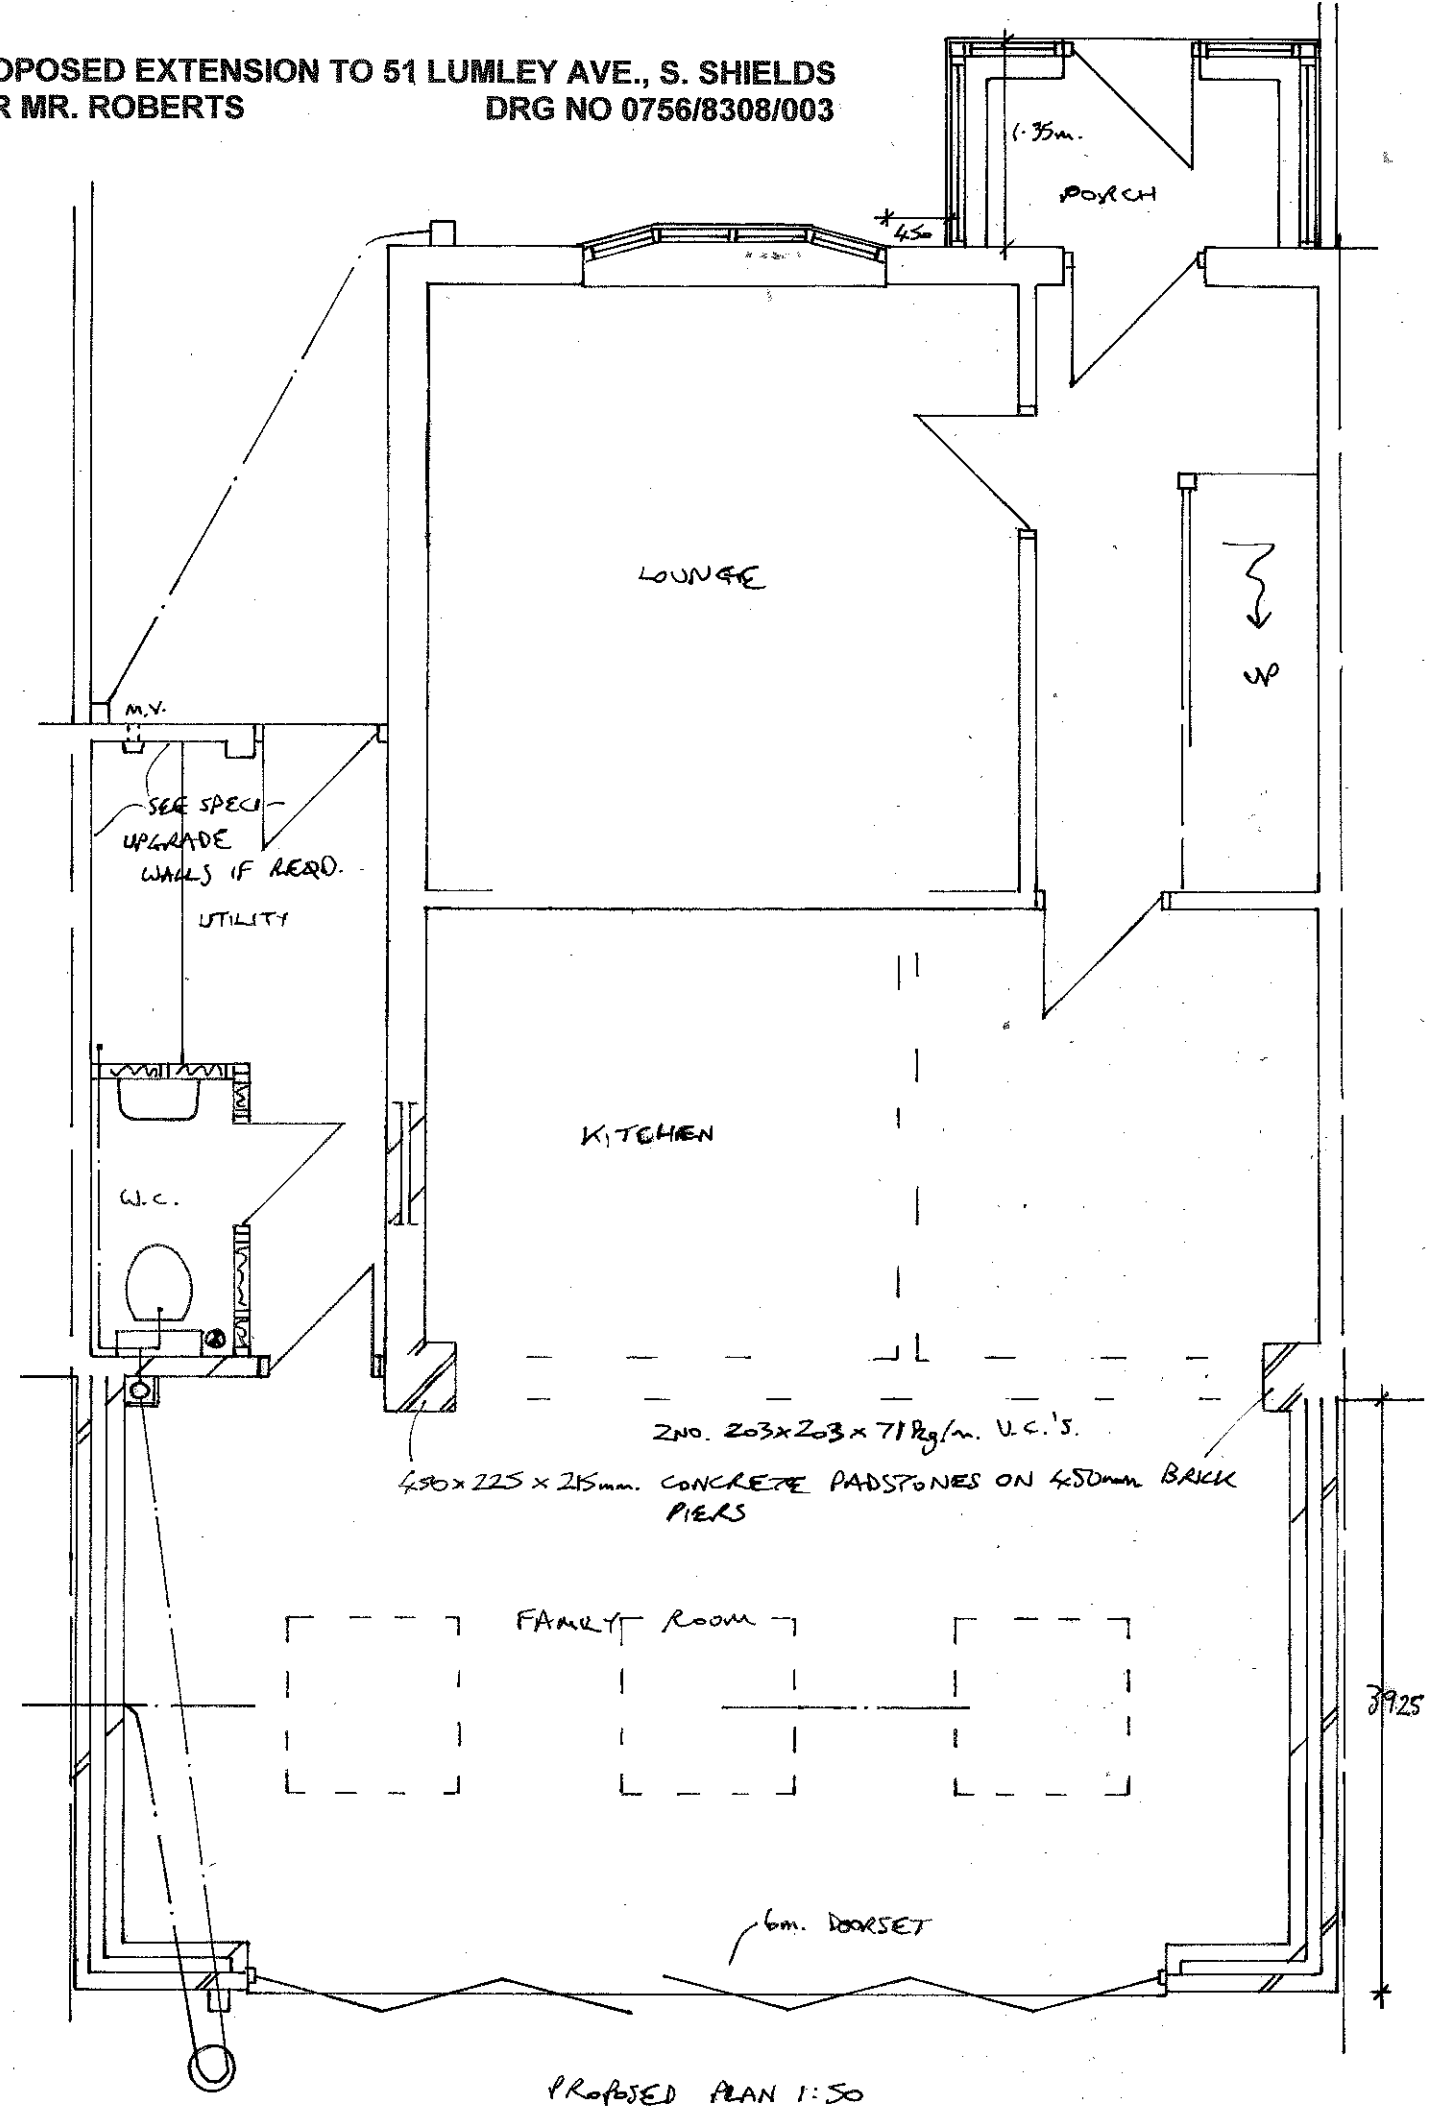 OPOSED EXTENSION TO 51 LUMLEY AVE., S. SHIELDS
R MR. ROBERTS DRG NO 0756/8308/003
1.35m.
PORCH
450
LOUNGE
UP
M.V.
SEE SPECI-
UPGRADE
WALLS IF REQD.
UTILITY
KITCHEN
W.C.
2NO. 203x203x71kg/m. U.C.'S.
450x225x215mm. CONCRETE PADSTONES ON 450mm BRICK
PIERS
FAMILY ROOM
3925
6m. DOORSET
PROPOSED PLAN 1:50